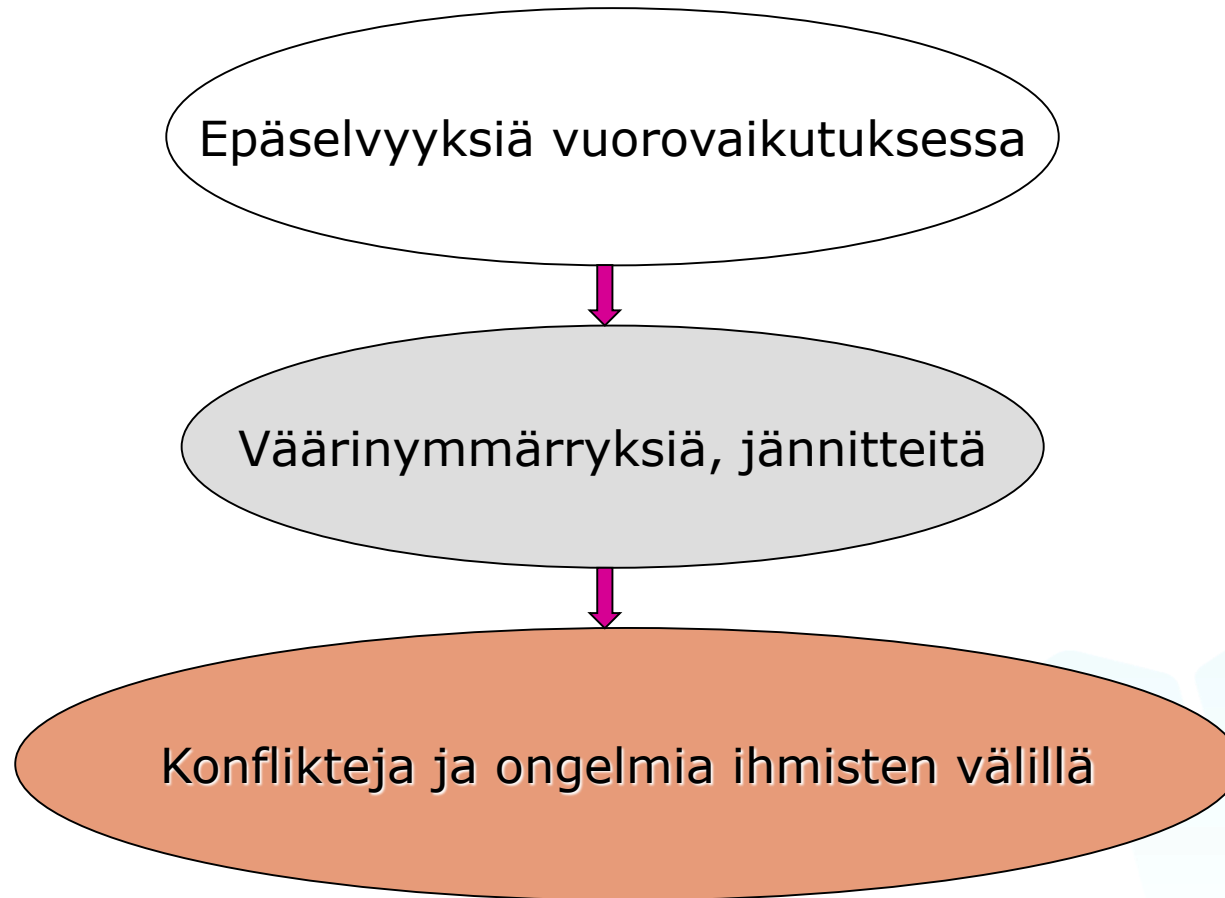 Epäselvyyksiä vuorovaikutuksessa
Väärinymmärryksiä, jännitteitä
Konflikteja ja ongelmia ihmisten välillä